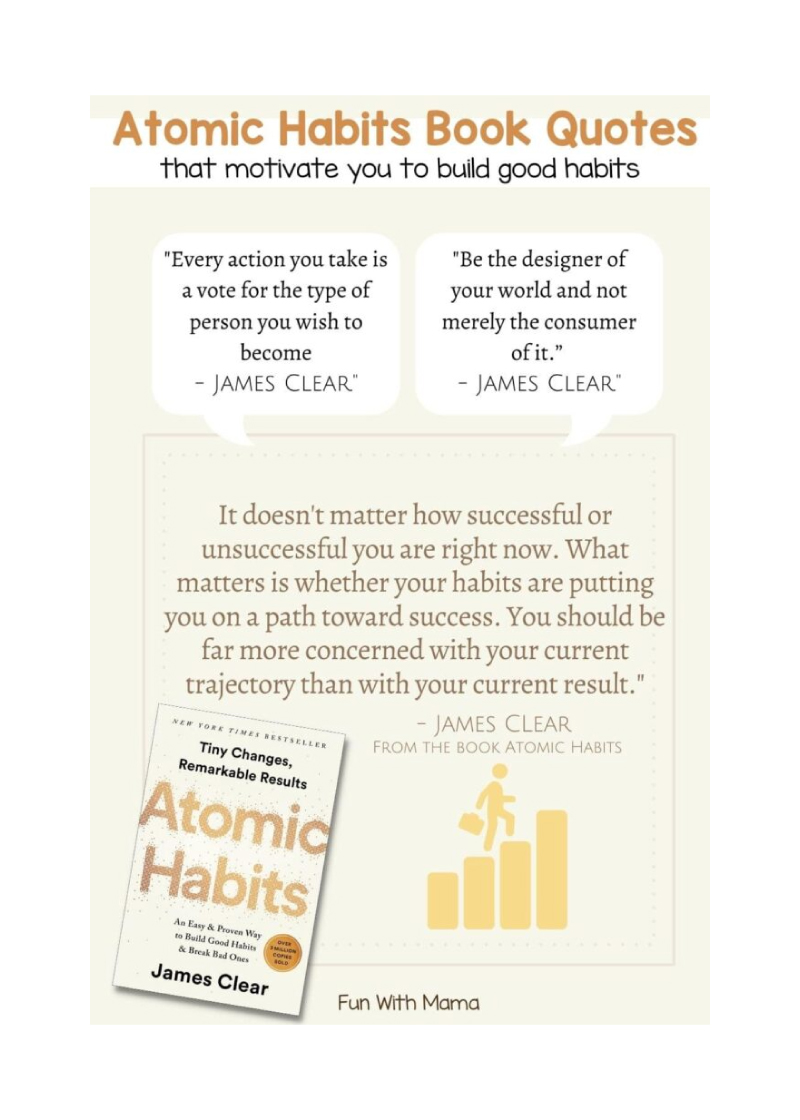 Atomic Habits Book Quotes
that motivate you to build good habits
"Every action you take is
a vote for the type of
person you wish to
become
- JAMES CLEAR"
"Be the designer of
your world and not
merely the consumer
of it.”
- JAMES CLEAR"
It doesn't matter how successful or
unsuccessful you are right now. What
matters is whether your habits are putting
you on a path toward success. You should be
far more concerned with your current
trajectory than with your current result."
- JAMES CLEAR
FROM THE BOOK ATOMIC HABITS
NEW YORK TIMES BESTSELLER
Tiny Changes,
Remarkable Results
Atomic
Habits
An Easy & Proven Way
to Build Good Habits
& Break Bad Ones
OVER
3 MILLION
COPIES
SOLD
James Clear
Fun With Mama